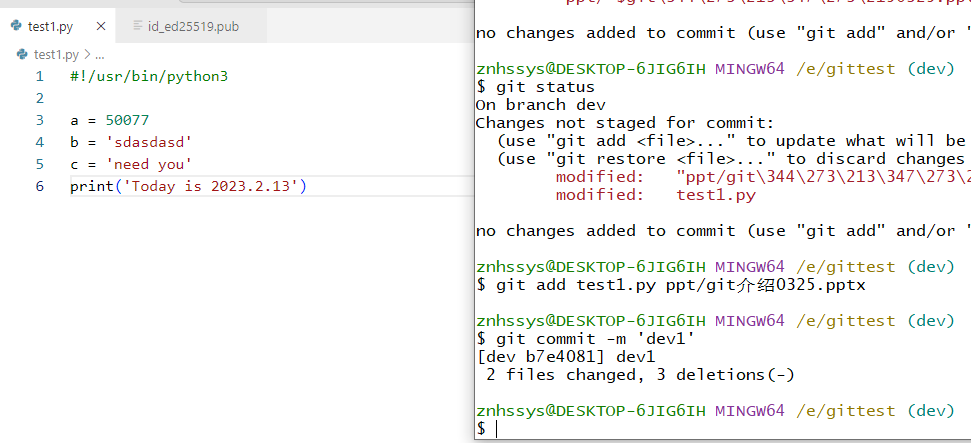 test1.py
id_ed25519.pub
test1.py > ...
1 #!/usr/bin/python3
2
3 a = 50077
4 b = 'sdasdasd'
5 c = 'need you'
6 print('Today is 2023.2.13')
no changes added to commit (use "git add" and/or "
znhssys@DESKTOP-6JIG6IH MINGW64 /e/gittest (dev)
$ git status
On branch dev
Changes not staged for commit:
(use "git add <file>..." to update what will be
(use "git restore <file>..." to discard changes
modified: "ppt/git\344\273\213\347\273\2
modified: test1.py
no changes added to commit (use "git add" and/or "
znhssys@DESKTOP-6JIG6IH MINGW64 /e/gittest (dev)
$ git add test1.py ppt/git介绍0325.pptx
znhssys@DESKTOP-6JIG6IH MINGW64 /e/gittest (dev)
$ git commit -m 'dev1'
[dev b7e4081] dev1
2 files changed, 3 deletions(-)
znhssys@DESKTOP-6JIG6IH MINGW64 /e/gittest (dev)
$